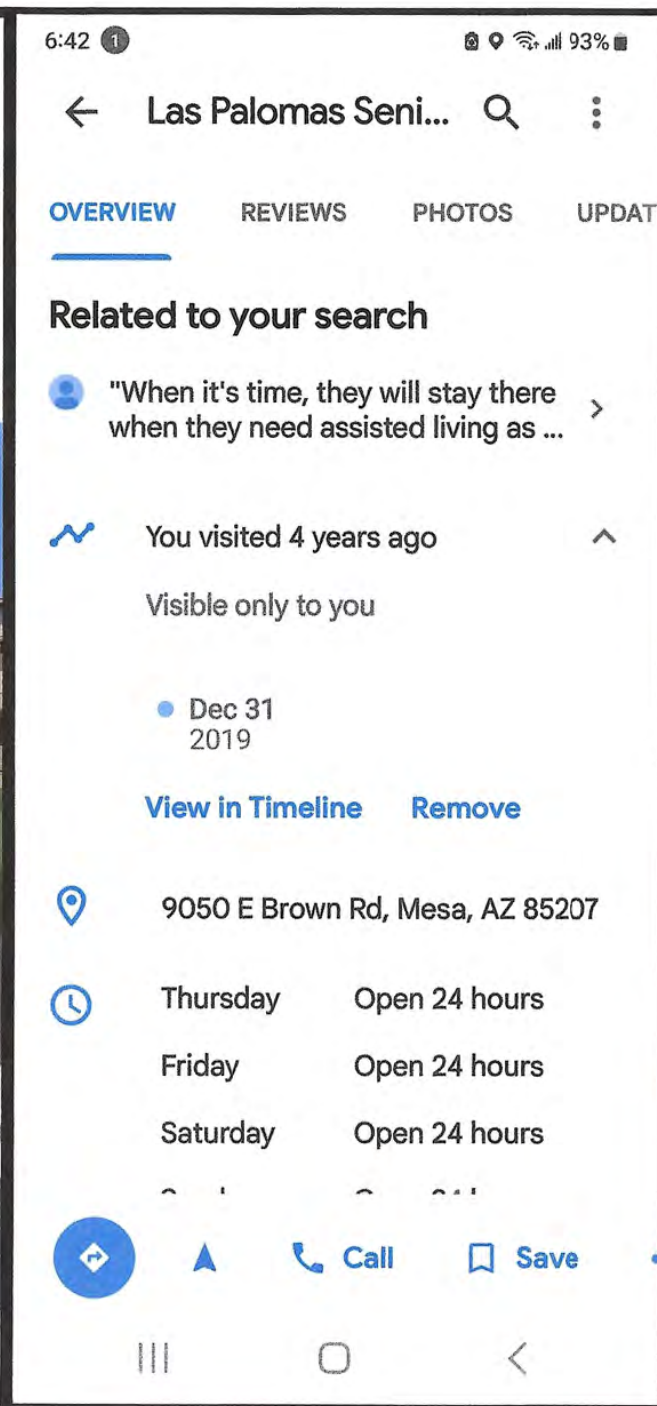 6:42 1 93%
Las Palomas Seni...
OVERVIEW REVIEWS PHOTOS UPDAT
Related to your search
"When it's time, they will stay there
when they need assisted living as ...
You visited 4 years ago
Visible only to you
Dec 31
2019
View in Timeline Remove
9050 E Brown Rd, Mesa, AZ 85207
Thursday Open 24 hours
Friday Open 24 hours
Saturday Open 24 hours
Call Save